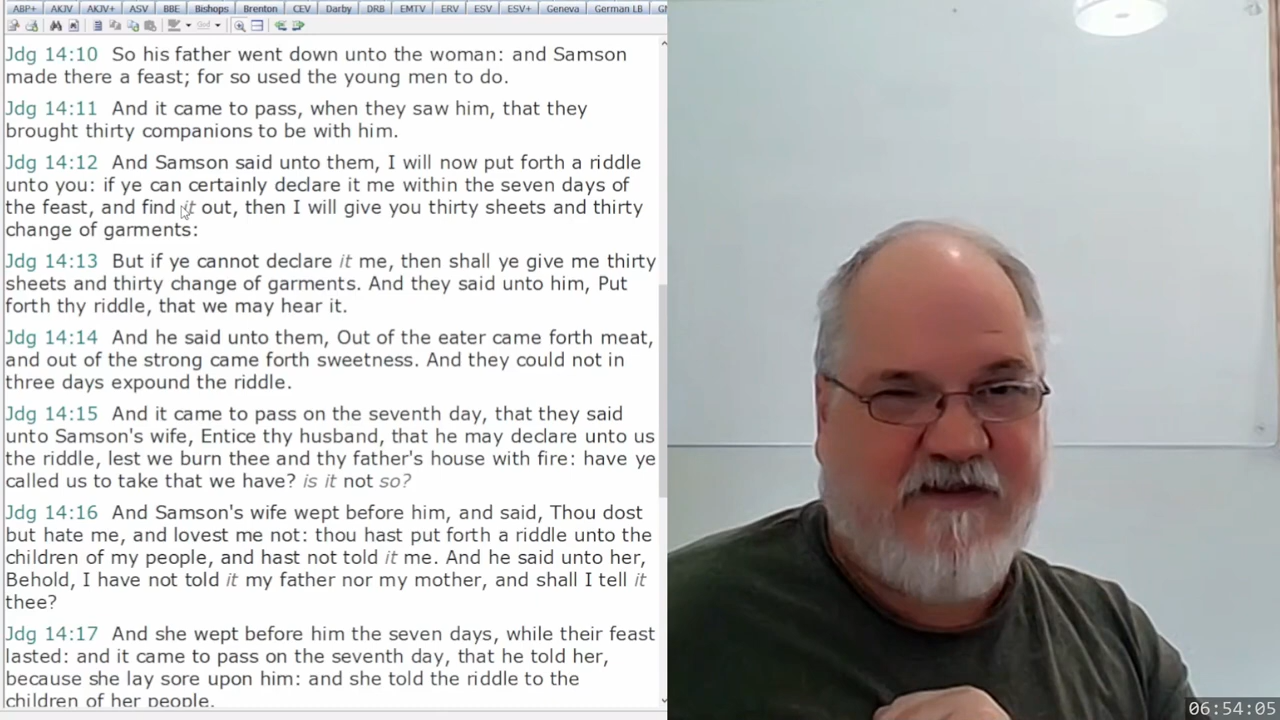 ABP+ AKJV AKJV+ ASV BBE Bishops Brenton CEV Darby DRB EMTV ERV ESV ESV+ Geneva German LB
Jdg 14:10 So his father went down unto the woman: and Samson
made there a feast; for so used the young men to do.
Jdg 14:11 And it came to pass, when they saw him, that they
brought thirty companions to be with him.
Jdg 14:12 And Samson said unto them, I will now put forth a riddle
unto you: if ye can certainly declare it me within the seven days of
the feast, and find it out, then I will give you thirty sheets and thirty
change of garments:
Jdg 14:13 But if ye cannot declare it me, then shall ye give me thirty
sheets and thirty change of garments. And they said unto him, Put
forth thy riddle, that we may hear it.
Jdg 14:14 And he said unto them, Out of the eater came forth meat,
and out of the strong came forth sweetness. And they could not in
three days expound the riddle.
Jdg 14:15 And it came to pass on the seventh day, that they said
unto Samson's wife, Entice thy husband, that he may declare unto us
the riddle, lest we burn thee and thy father's house with fire: have ye
called us to take that we have? is it not so?
Jdg 14:16 And Samson's wife wept before him, and said, Thou dost
but hate me, and lovest me not: thou hast put forth a riddle unto the
children of my people, and hast not told it me. And he said unto her,
Behold, I have not told it my father nor my mother, and shall I tell it
thee?
Jdg 14:17 And she wept before him the seven days, while their feast
lasted: and it came to pass on the seventh day, that he told her,
because she lay sore upon him: and she told the riddle to the
children of her people.
06:54:05